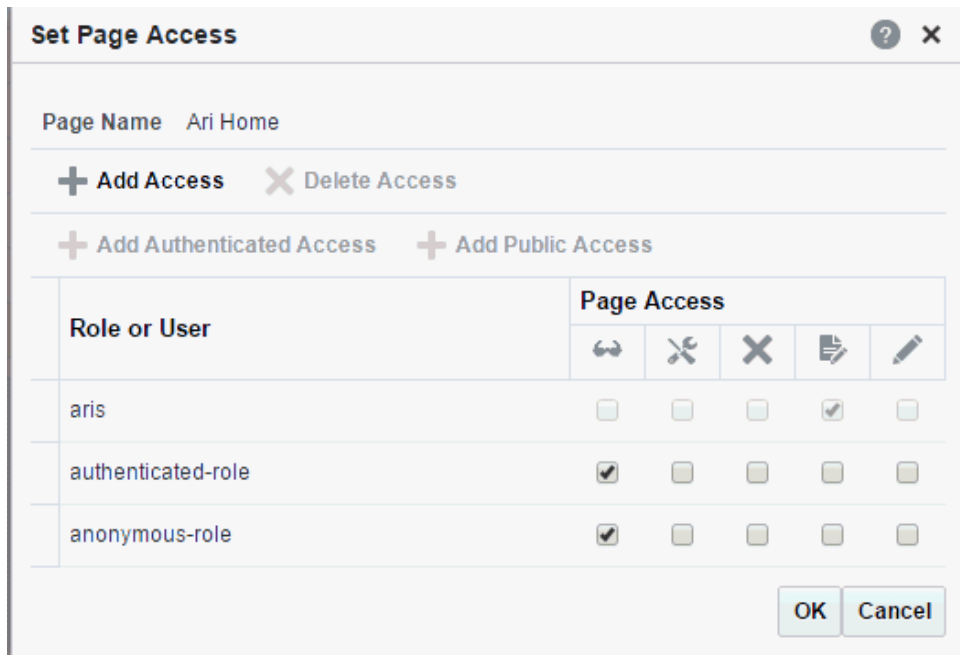 Set Page Access ?
Page Name Ari Home
Add Access Delete Access
Add Authenticated Access Add Public Access
Role or User
Page Access
aris
authenticated-role
anonymous-role
OK Cancel